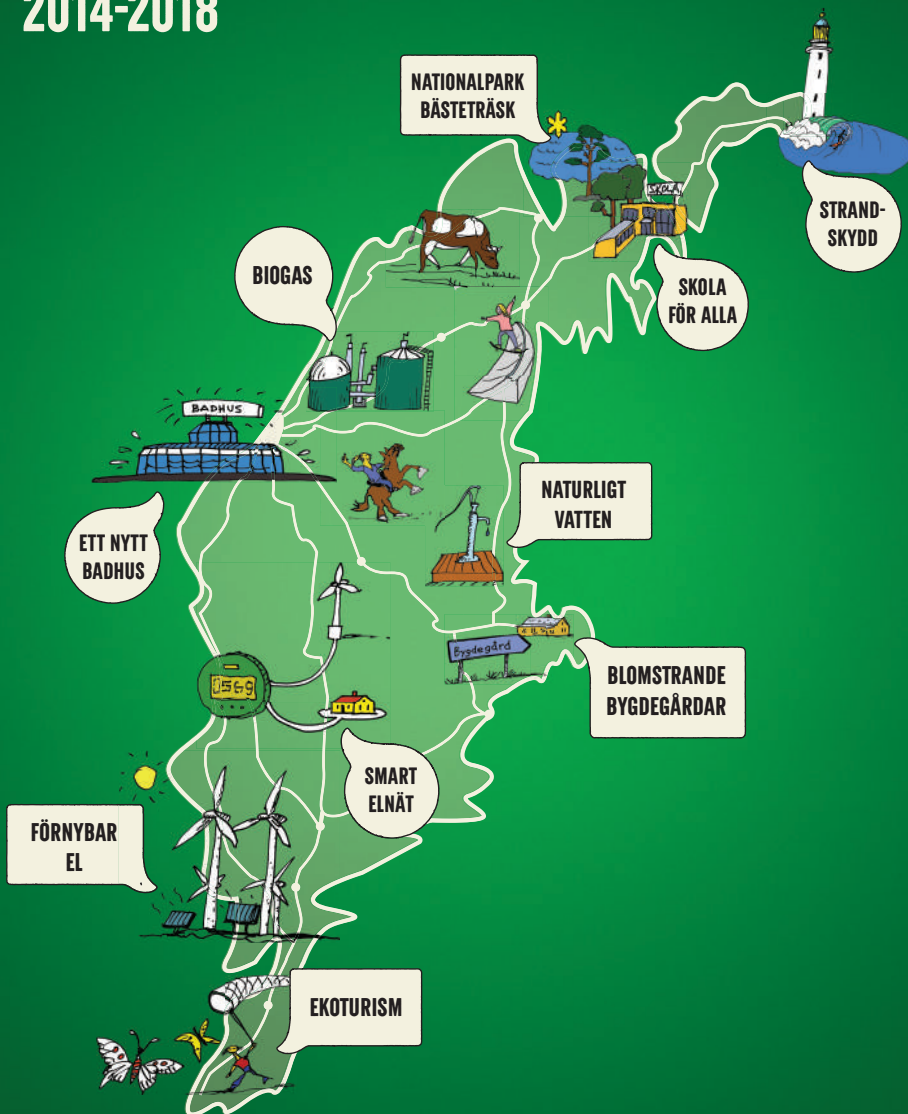 2014-2018
NATIONALPARK
BÄSTETRÄSK
SKOLA
STRAND-
SKYDD
SKOLA
FÖR ALLA
BIOGAS
BADHUS
ETT NYTT
BADHUS
NATURLIGT
VATTEN
Bygdegård
BLOMSTRANDE
BYGDEGÅRDAR
0569
SMART
ELNÄT
FÖRNYBAR
EL
EKOTURISM